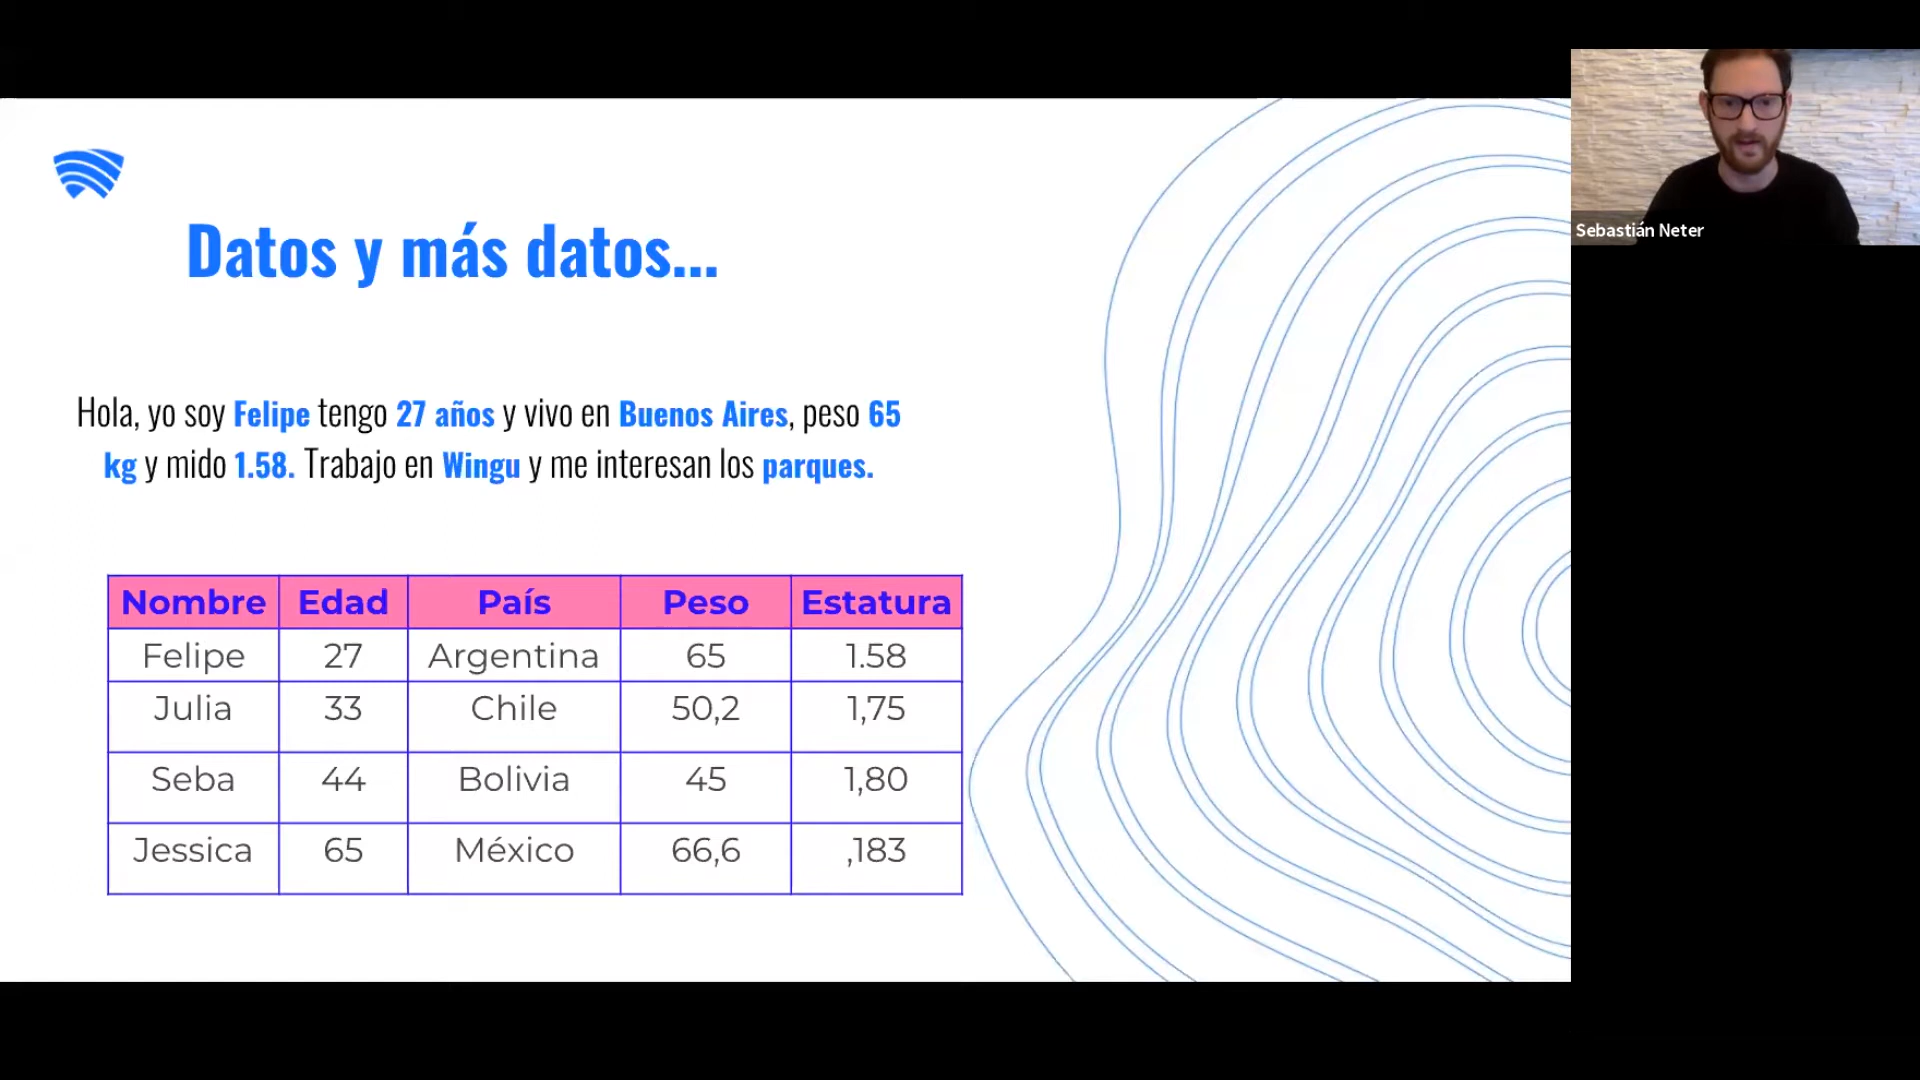 Datos y más datos...
Hola, yo soy Felipe tengo 27 años y vivo en Buenos Aires, peso 65
kg y mido 1.58. Trabajo en Wingu y me interesan los parques.
Nombre Edad País Peso Estatura
Felipe 27 Argentina 65 1.58
Julia 33 Chile 50,2 1,75
Seba 44 Bolivia 45 1,80
Jessica 65 México 66,6 ,183
Sebastián Neter